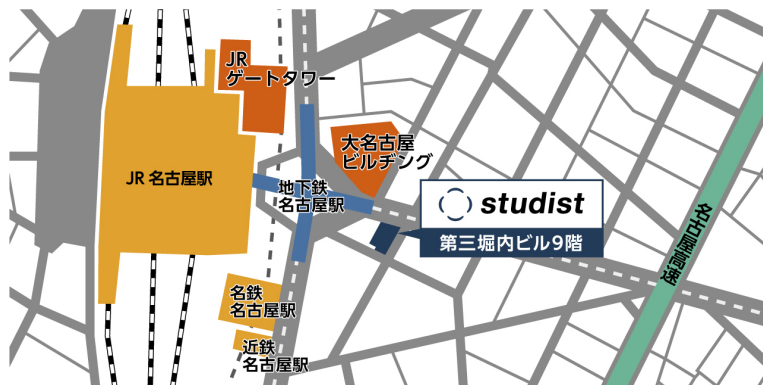 JR
ゲートタワー
大名古屋
ビルヂング
JR 名古屋駅
地下鉄
名古屋駅
studist
第三堀内ビル9階
名古屋高速
名鉄
名古屋駅
近鉄
名古屋駅